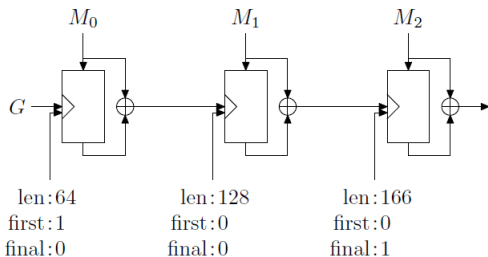 M₀ M₁ M₂
G
len:64 len:128 len:166
first:1 first:0 first:0
final:0 final:0 final:1